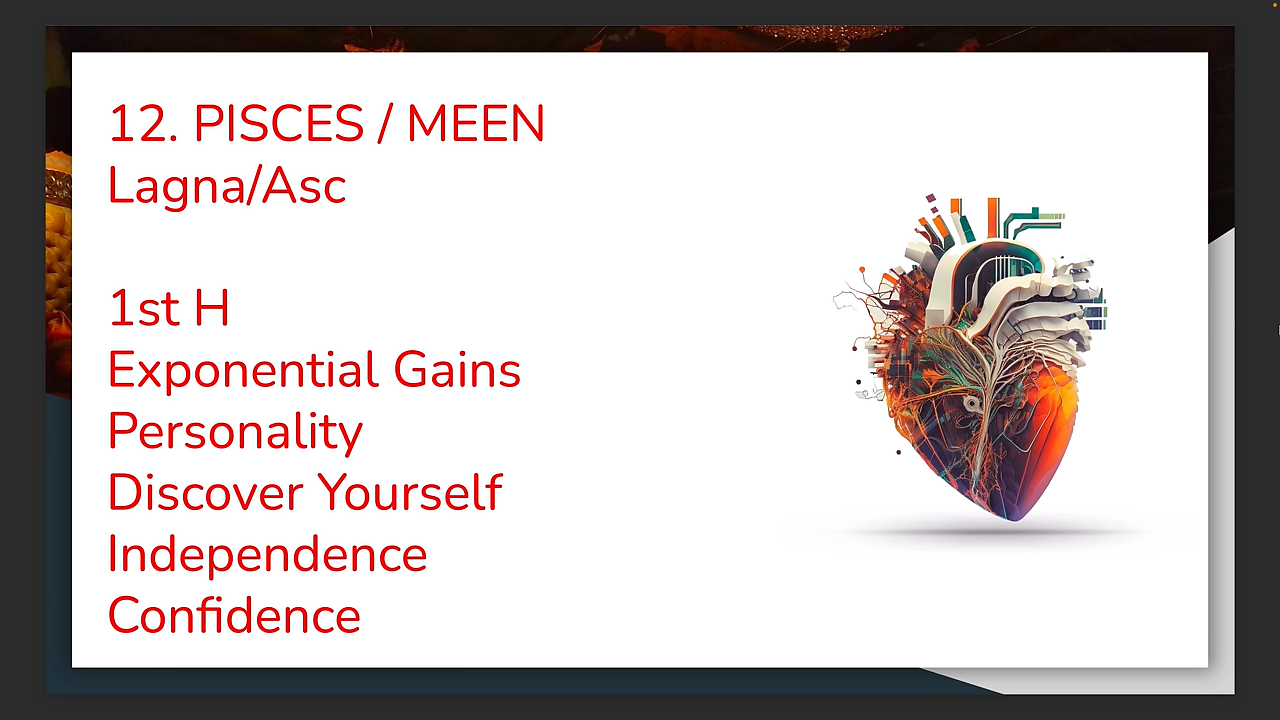 12. PISCES / MEEN
Lagna/Asc
1st H
Exponential Gains
Personality
Discover Yourself
Independence
Confidence